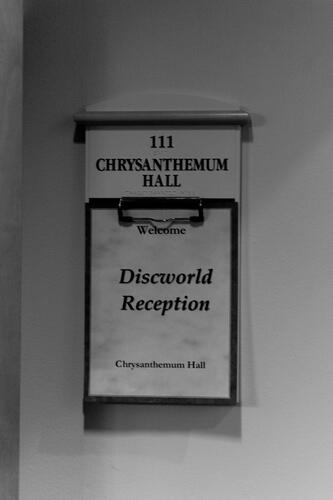 111
CHRYSANTHEMUM
HALL
Welcome
Discworld
Reception
Chrysanthemum Hall